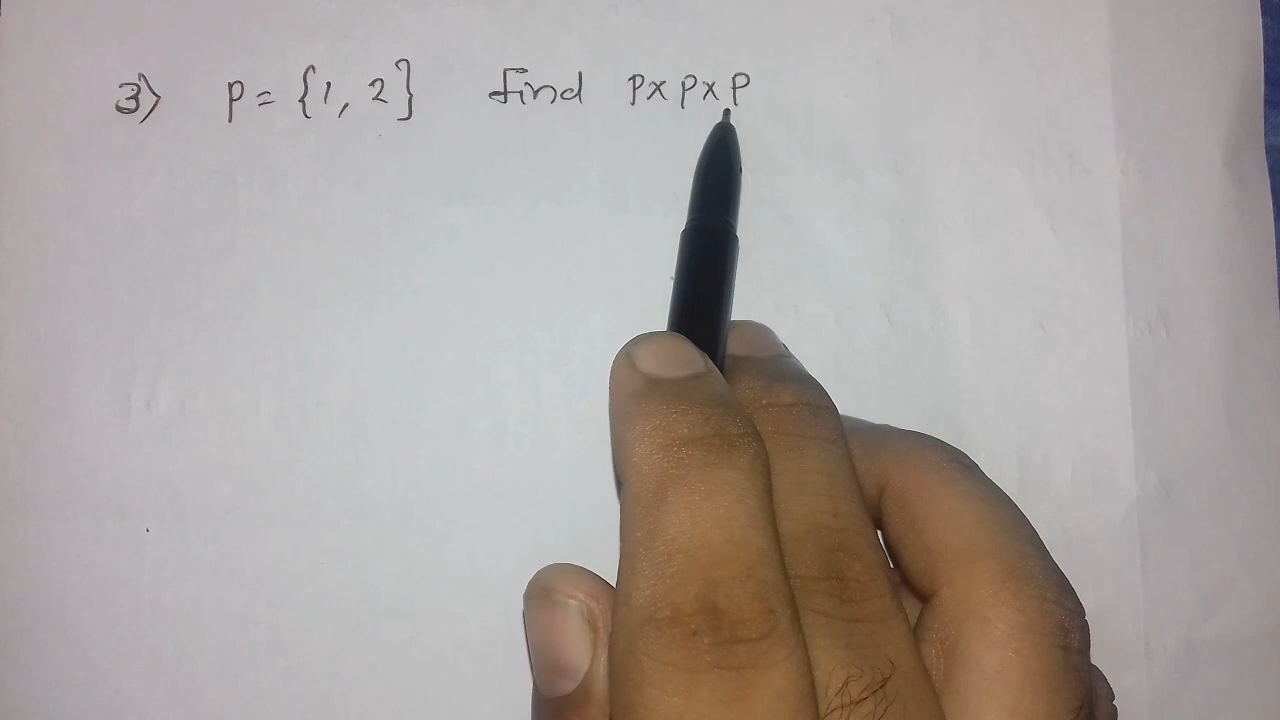 3) P = {1, 2} find P×P×P